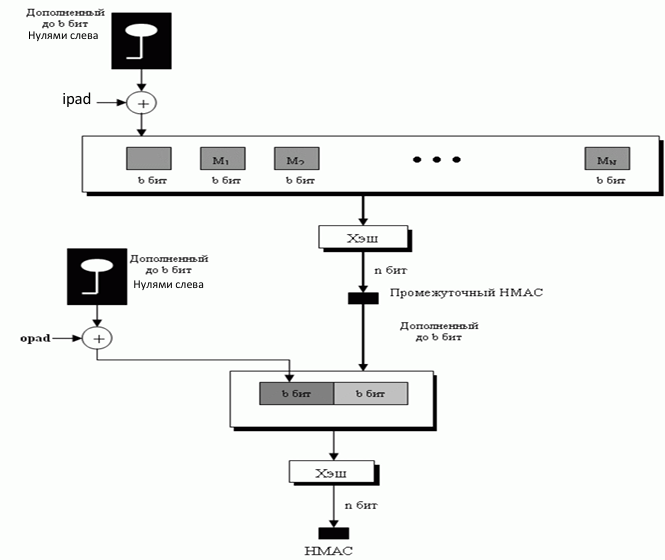 Дополненный
до b бит
Нулями слева
ipad
+
M1
M2
MN
b бит
b бит
b бит
b бит
Хэш
n бит
Промежуточный HMAC
Дополненный
до b бит
Нулями слева
Дополненный
до b бит
opad
+
b бит
b бит
Хэш
n бит
HMAC